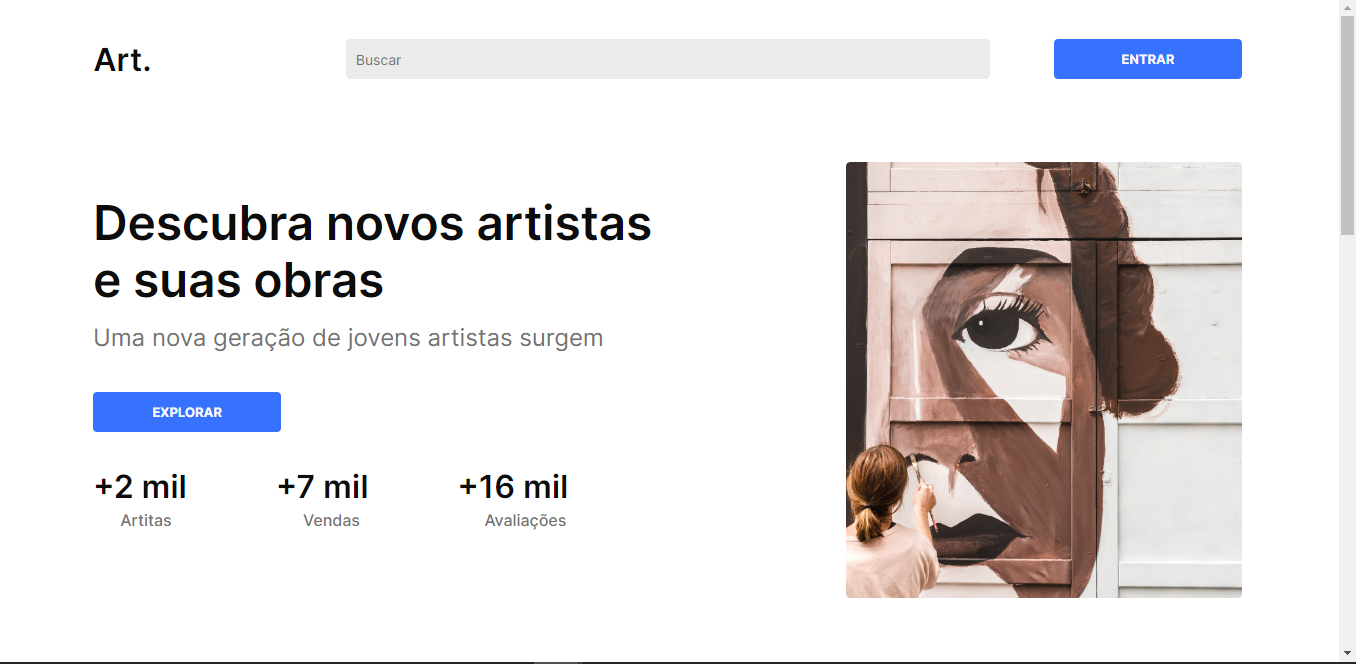 Art.
Buscar
ENTRAR
Descubra novos artistas
e suas obras
Uma nova geração de jovens artistas surgem
EXPLORAR
+2 mil
Artitas
+7 mil
Vendas
+16 mil
Avaliações